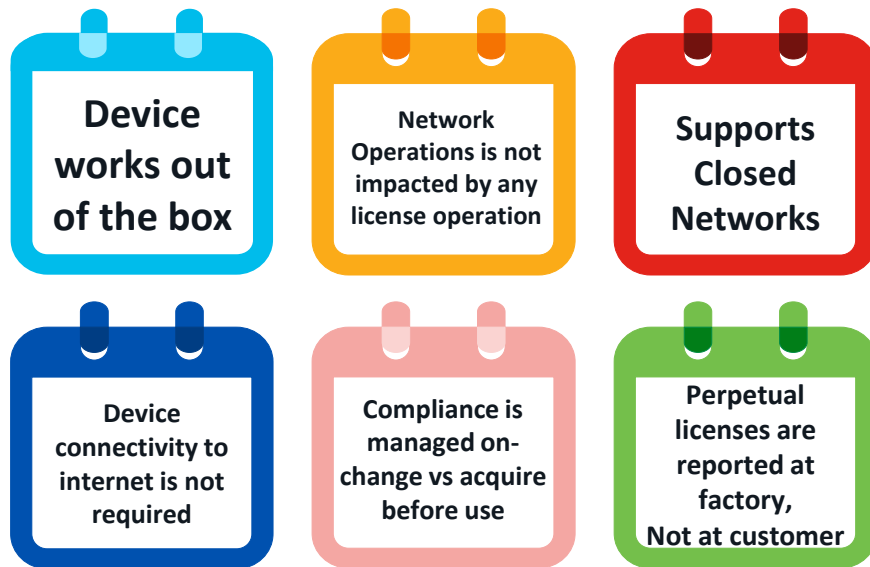 Device
works out
of the box
Network
Operations is not
impacted by any
license operation
Supports
Closed
Networks
Device
connectivity to
internet is not
required
Compliance is
managed on-
change vs acquire
before use
Perpetual
licenses are
reported at
factory,
Not at customer